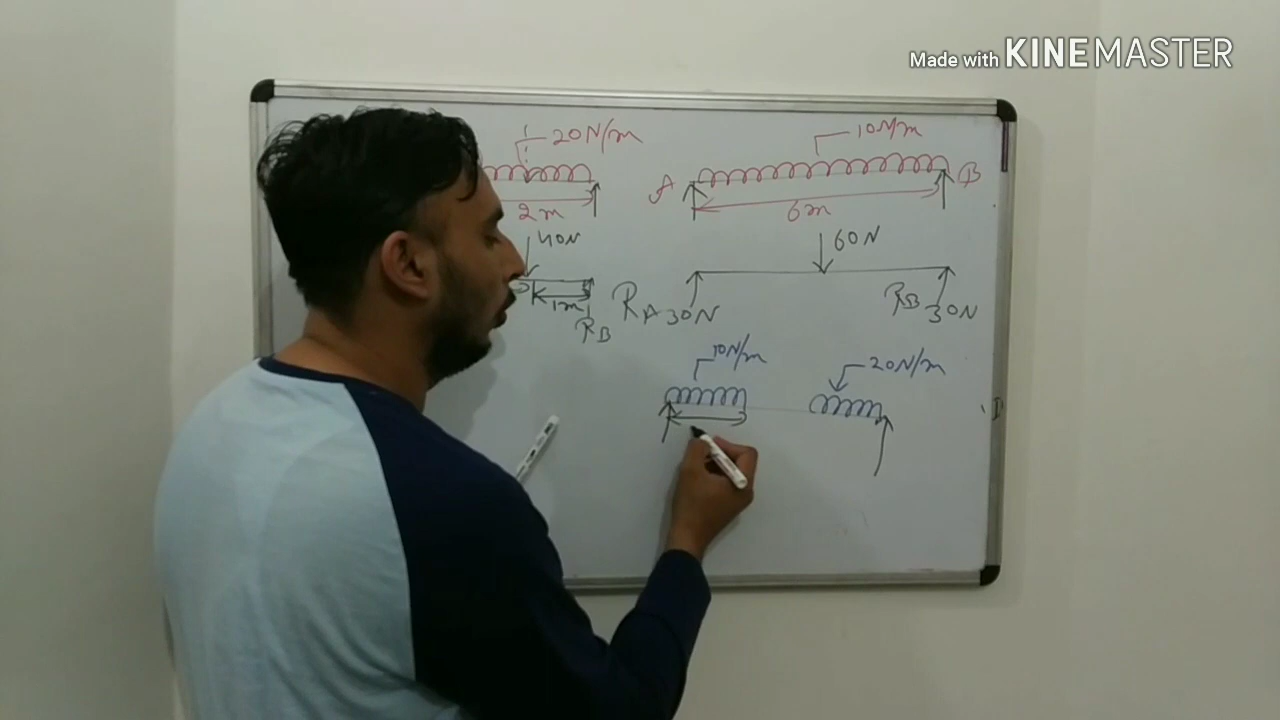 Made with KINEMASTER
20N/m
10N/m
A
B
2m
6m
40N
60N
1m
RB
RA 30N
RB 30N
10N/m
20N/m